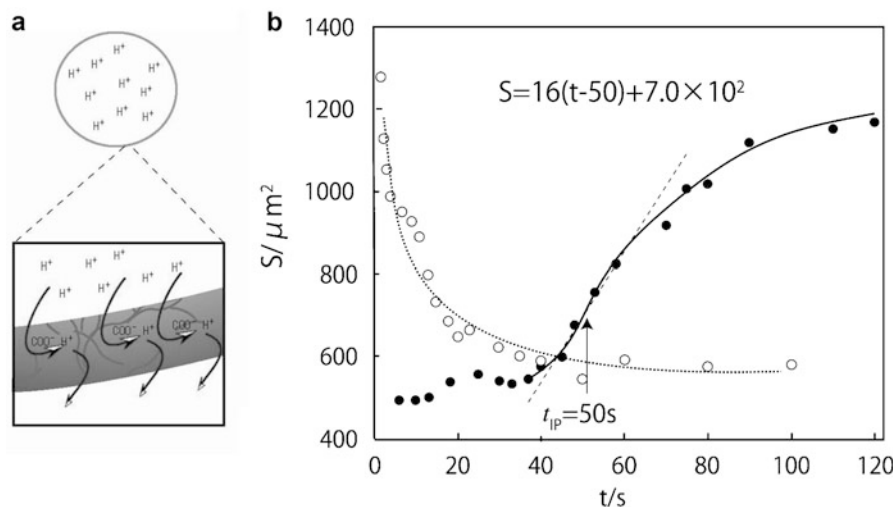 a
H⁺ H⁺ H⁺ H⁺ H⁺ H⁺ H⁺ H⁺ H⁺ H⁺
H⁺ H⁺ H⁺ H⁺ H⁺ H⁺ H⁺
COO⁻ H⁺ COO⁻ H⁺ COO⁻ H⁺
b
1400
1200
1000
800
600
400
S/μm²
S=16(t-50)+7.0×10²
t_IP=50s
0 20 40 60 80 100 120
t/s